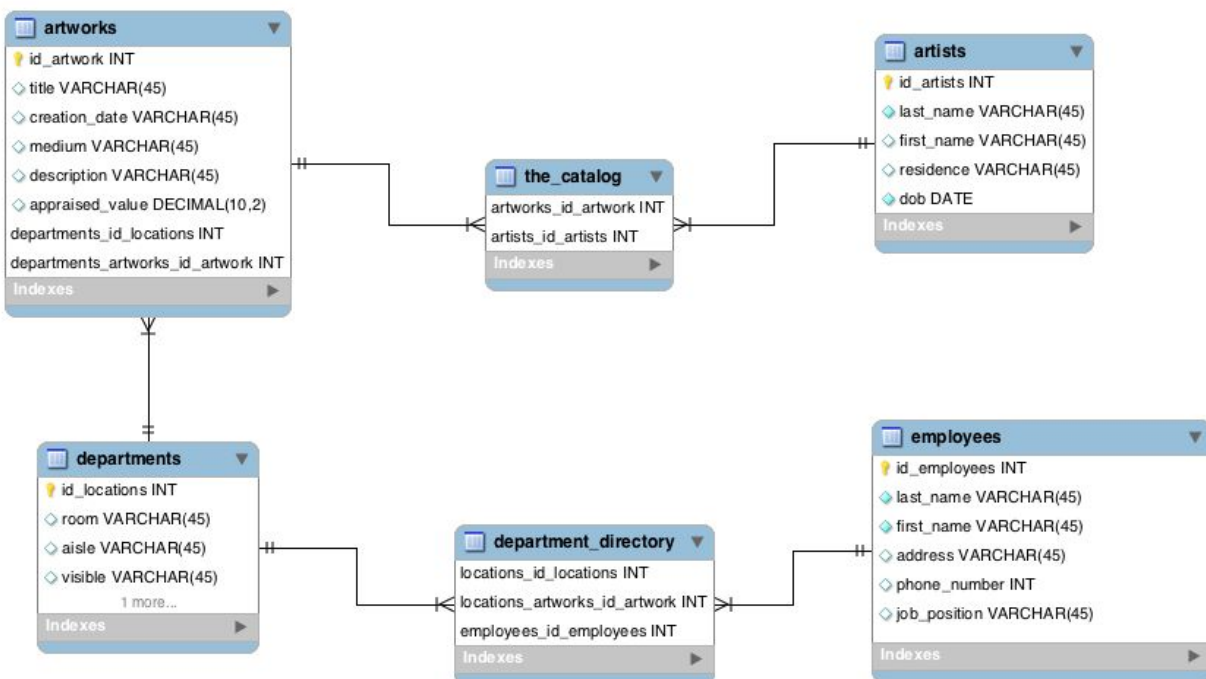 artworks
id_artwork INT
title VARCHAR(45)
creation_date VARCHAR(45)
medium VARCHAR(45)
description VARCHAR(45)
appraised_value DECIMAL(10,2)
departments_id_locations INT
departments_artworks_id_artwork INT
Indexes
the_catalog
artworks_id_artwork INT
artists_id_artists INT
Indexes
artists
id_artists INT
last_name VARCHAR(45)
first_name VARCHAR(45)
residence VARCHAR(45)
dob DATE
Indexes
departments
id_locations INT
room VARCHAR(45)
aisle VARCHAR(45)
visible VARCHAR(45)
1 more...
Indexes
department_directory
locations_id_locations INT
locations_artworks_id_artwork INT
employees_id_employees INT
Indexes
employees
id_employees INT
last_name VARCHAR(45)
first_name VARCHAR(45)
address VARCHAR(45)
phone_number INT
job_position VARCHAR(45)
Indexes